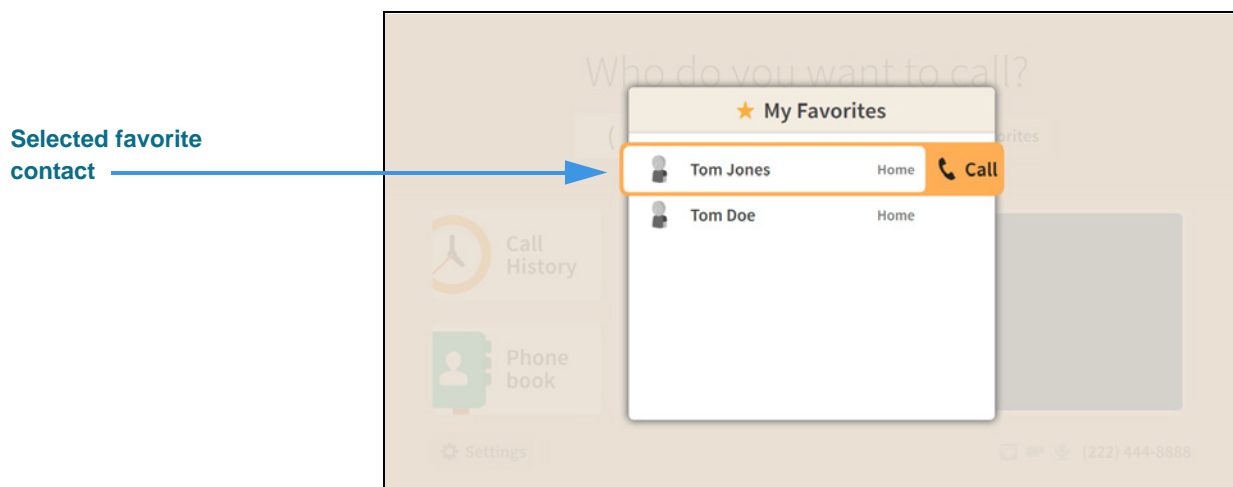 Selected favorite
contact
Who do you want to call?
★ My Favorites
(
orites
Tom Jones Home Call
Tom Doe Home
Call
History
Phone
book
Settings
(222) 444-8888